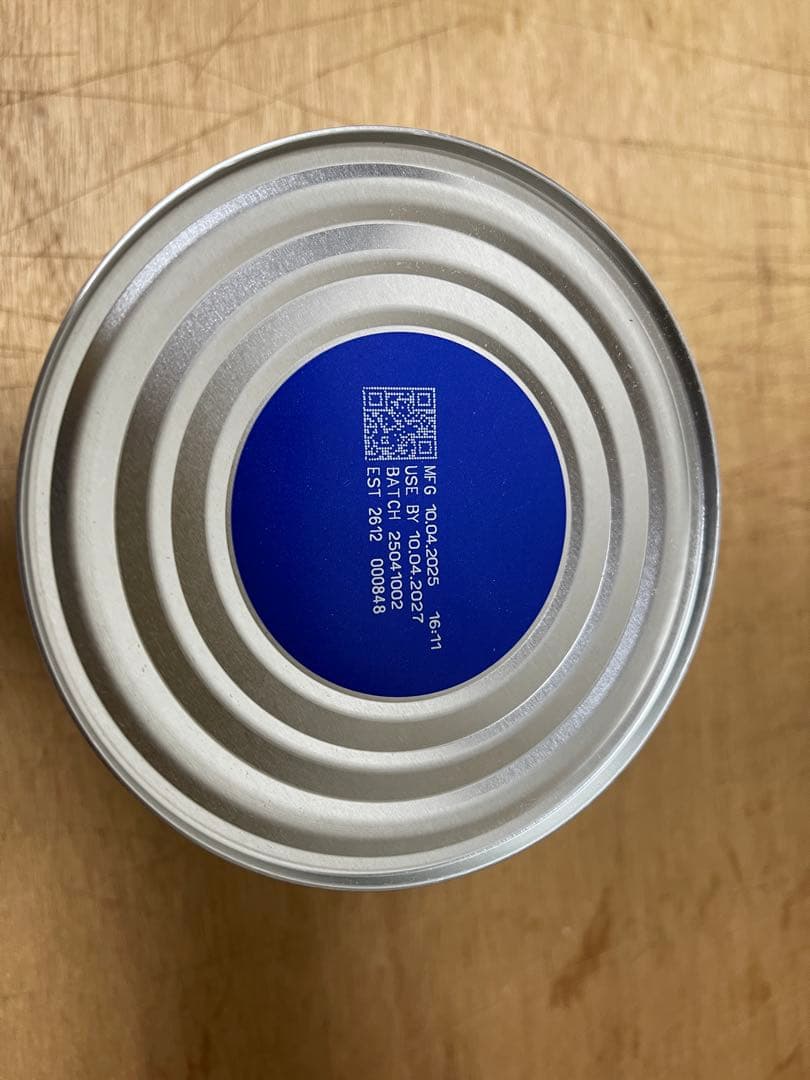 MFG 10.04.2025 16:11
USE BY 10.04.2027
BATCH 25041002
EST 2612 000848